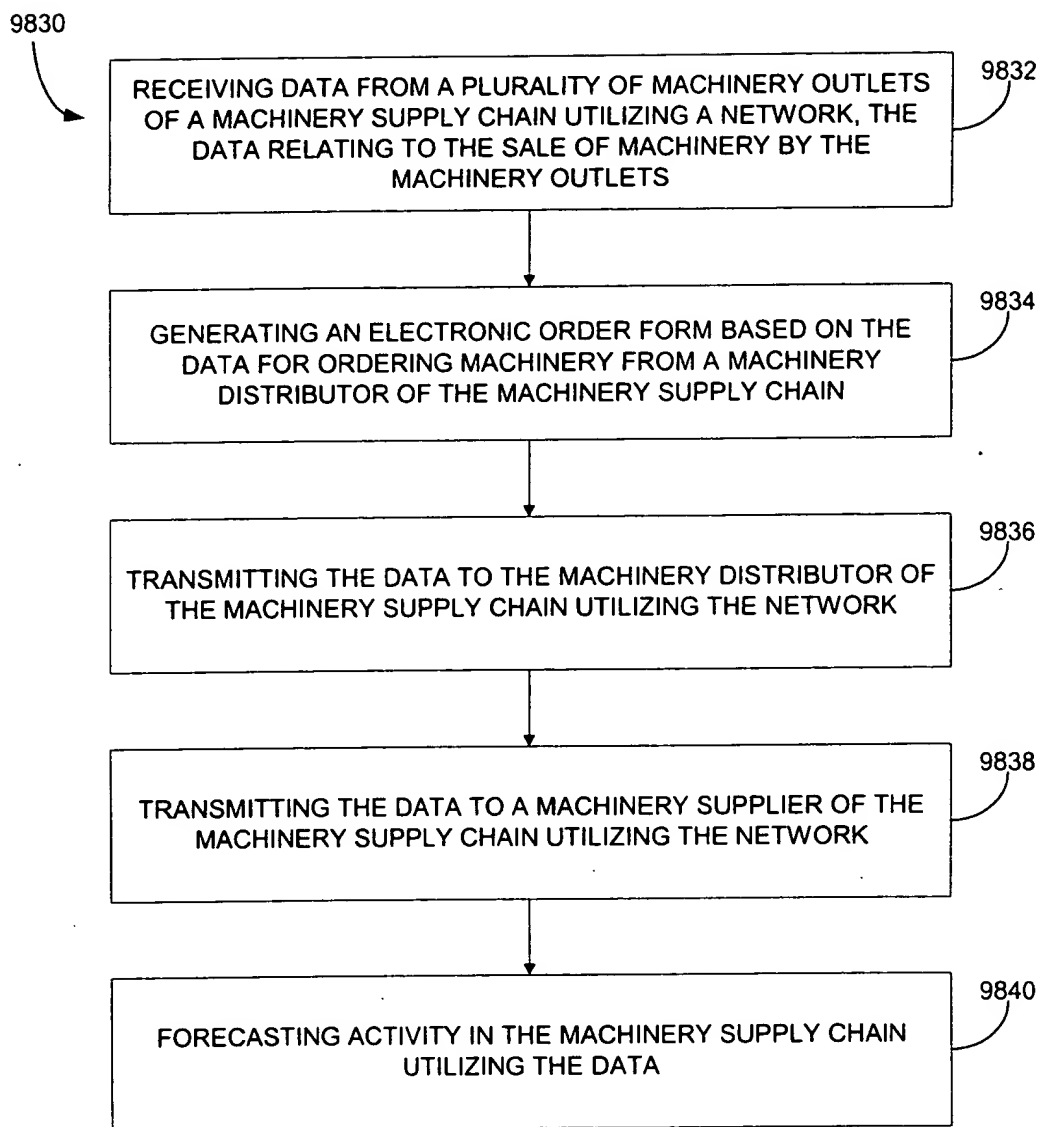 9830
RECEIVING DATA FROM A PLURALITY OF MACHINERY OUTLETS
OF A MACHINERY SUPPLY CHAIN UTILIZING A NETWORK, THE
DATA RELATING TO THE SALE OF MACHINERY BY THE
MACHINERY OUTLETS
9832
GENERATING AN ELECTRONIC ORDER FORM BASED ON THE
DATA FOR ORDERING MACHINERY FROM A MACHINERY
DISTRIBUTOR OF THE MACHINERY SUPPLY CHAIN
9834
TRANSMITTING THE DATA TO THE MACHINERY DISTRIBUTOR OF
THE MACHINERY SUPPLY CHAIN UTILIZING THE NETWORK
9836
TRANSMITTING THE DATA TO A MACHINERY SUPPLIER OF THE
MACHINERY SUPPLY CHAIN UTILIZING THE NETWORK
9838
FORECASTING ACTIVITY IN THE MACHINERY SUPPLY CHAIN
UTILIZING THE DATA
9840